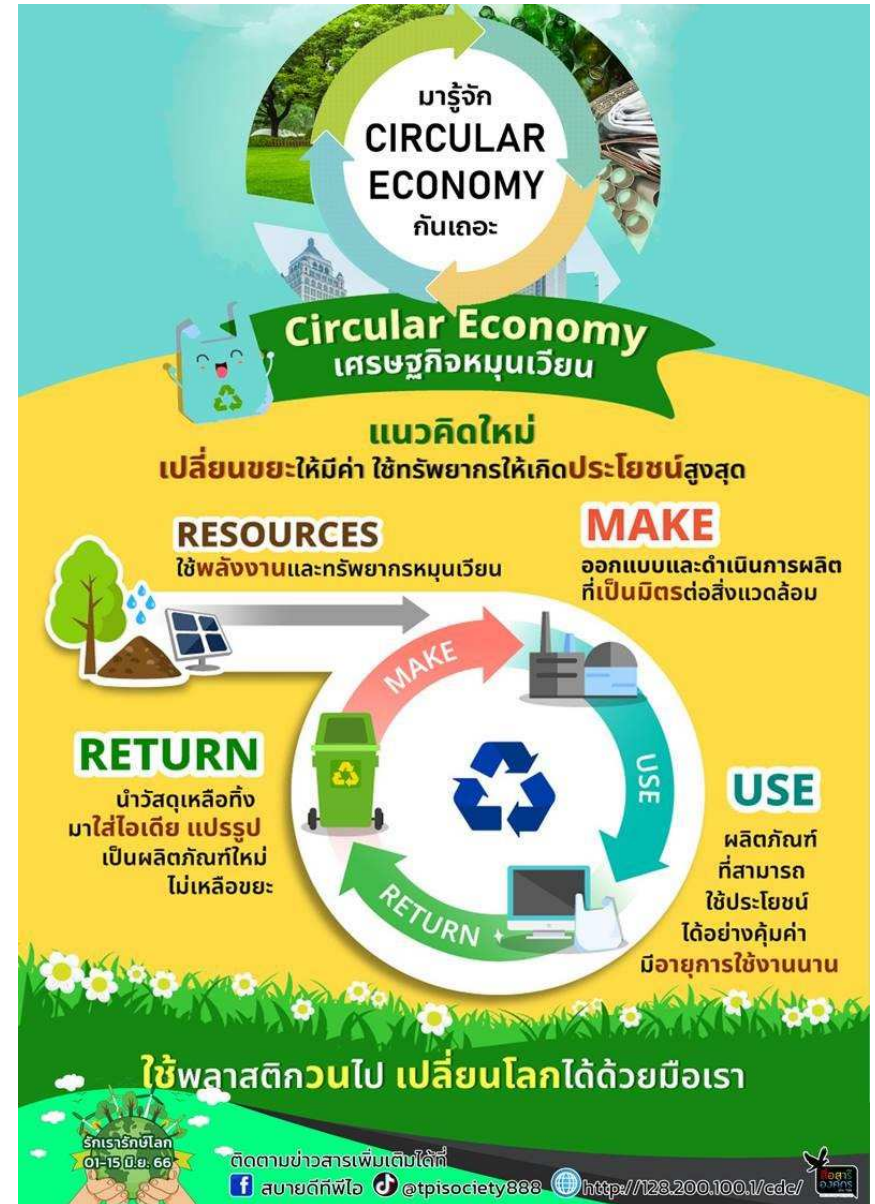 มารู้จัก
CIRCULAR
ECONOMY
กันเถอะ
Circular Economy
เศรษฐกิจหมุนเวียน
แนวคิดใหม่
เปลี่ยนขยะให้มีค่า ใช้ทรัพยากรให้เกิดประโยชน์สูงสุด
RESOURCES
ใช้พลังงานและทรัพยากรหมุนเวียน
MAKE
ออกแบบและดำเนินการผลิต
ที่เป็นมิตรต่อสิ่งแวดล้อม
MAKE
USE
RETURN
RETURN
นำวัสดุเหลือทิ้ง
มาใส่ไอเดีย แปรรูป
เป็นผลิตภัณฑ์ใหม่
ไม่เหลือขยะ
USE
ผลิตภัณฑ์
ที่สามารถ
ใช้ประโยชน์
ได้อย่างคุ้มค่า
มีอายุการใช้งานนาน
ใช้พลาสติกวนไป เปลี่ยนโลกได้ด้วยมือเรา
รักเรารักษ์โลก
01-15 มิ.ย. 66
ติดตามข่าวสารเพิ่มเติมได้ที่
สบายดีทีพีไอ @tpisociety888 http://128.200.100.1/cdc/
สื่อสาร
องค์กร